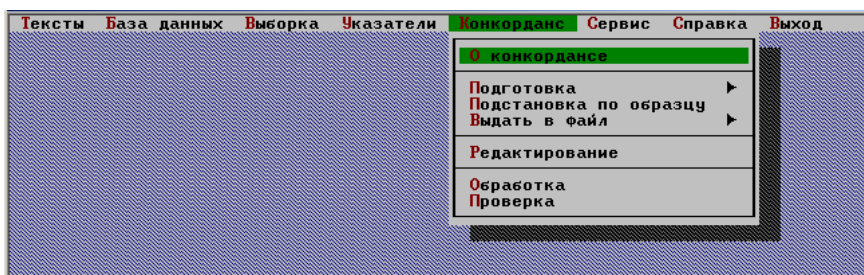 Тексты База данных Выборка Указатели Конкорданс Сервис Справка Выход
О конкордансе
Подготовка
Подстановка по образцу
Выдать в файл
Редактирование
Обработка
Проверка